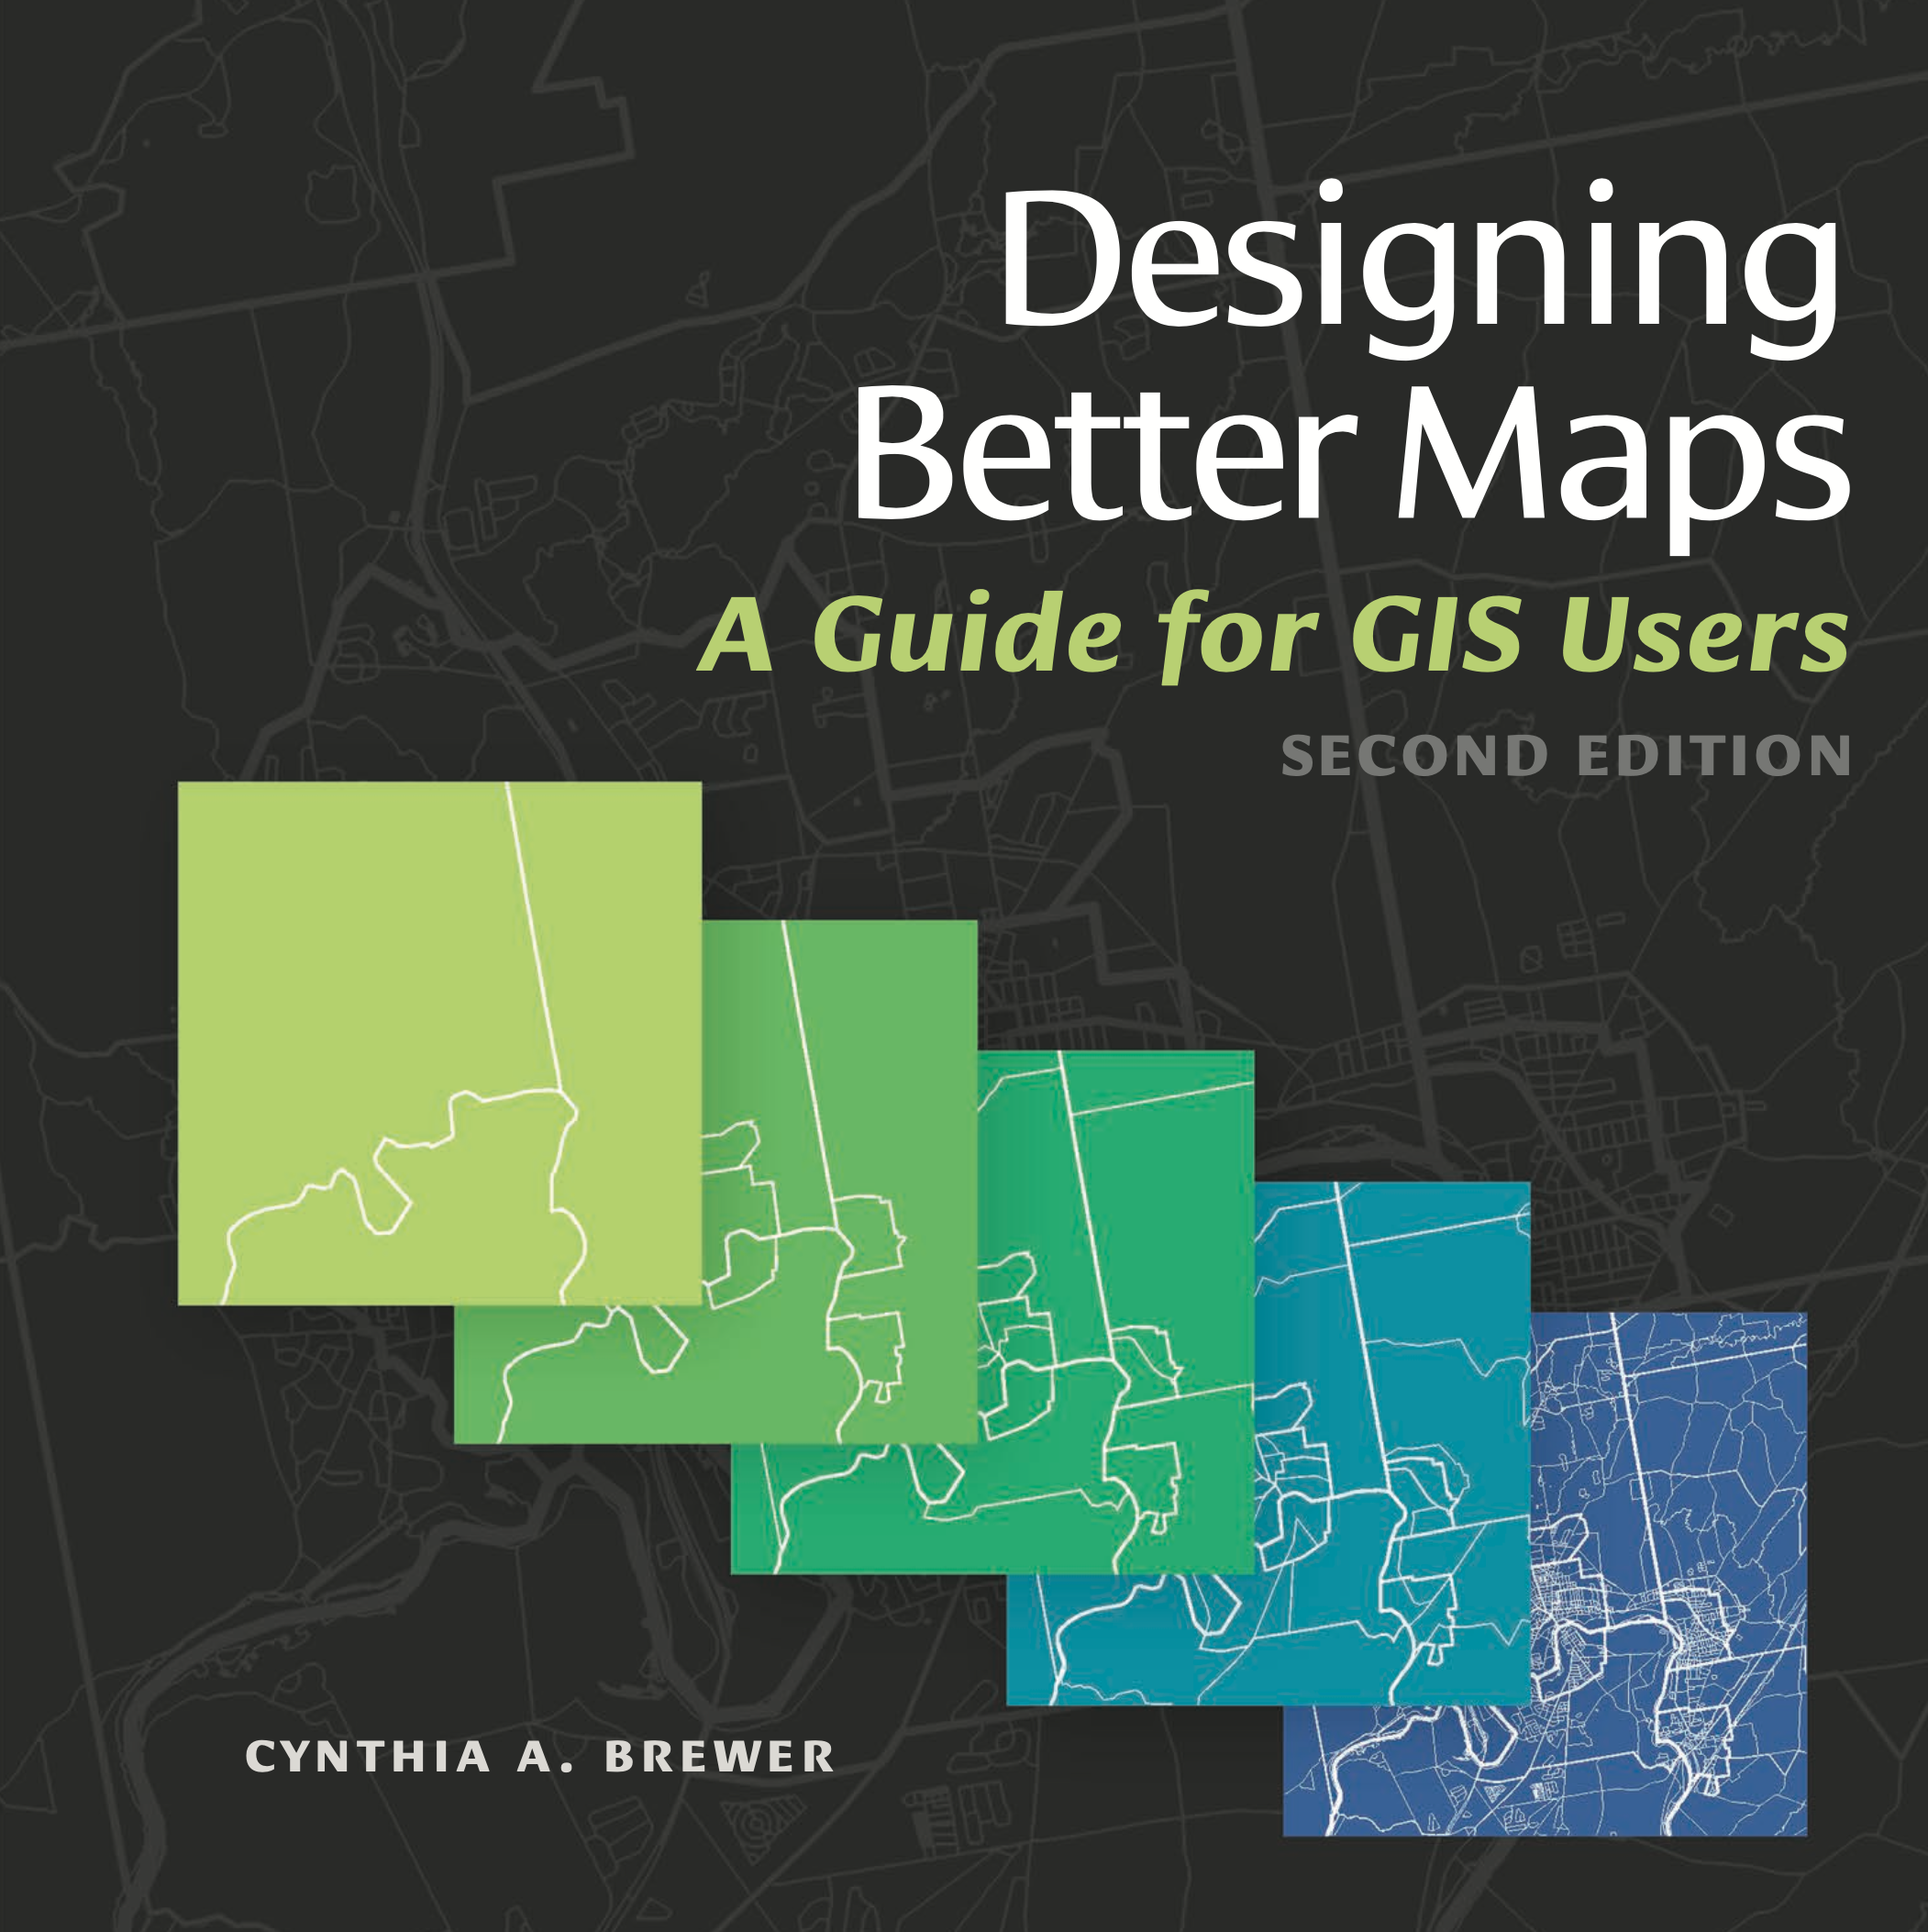 Designing
Better Maps
A Guide for GIS Users
SECOND EDITION
CYNTHIA A. BREWER